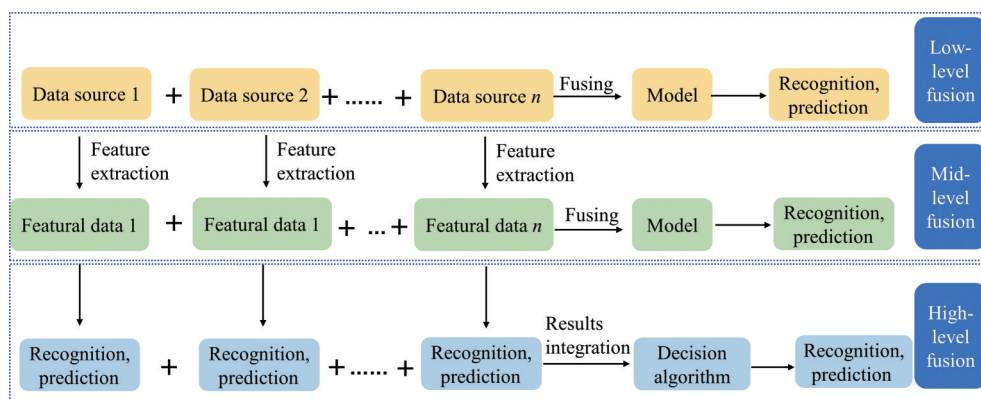 Data source 1 + Data source 2 + ...... + Data source n Fusing Model Recognition,
prediction
Low-
level
fusion
Feature
extraction
Feature
extraction
Feature
extraction
Featural data 1 + Featural data 1 + ... + Featural data n Fusing Model Recognition,
prediction
Mid-
level
fusion
Recognition,
prediction
+
Recognition,
prediction
+ ...... +
Recognition,
prediction
Results
integration
Decision
algorithm
Recognition,
prediction
High-
level
fusion